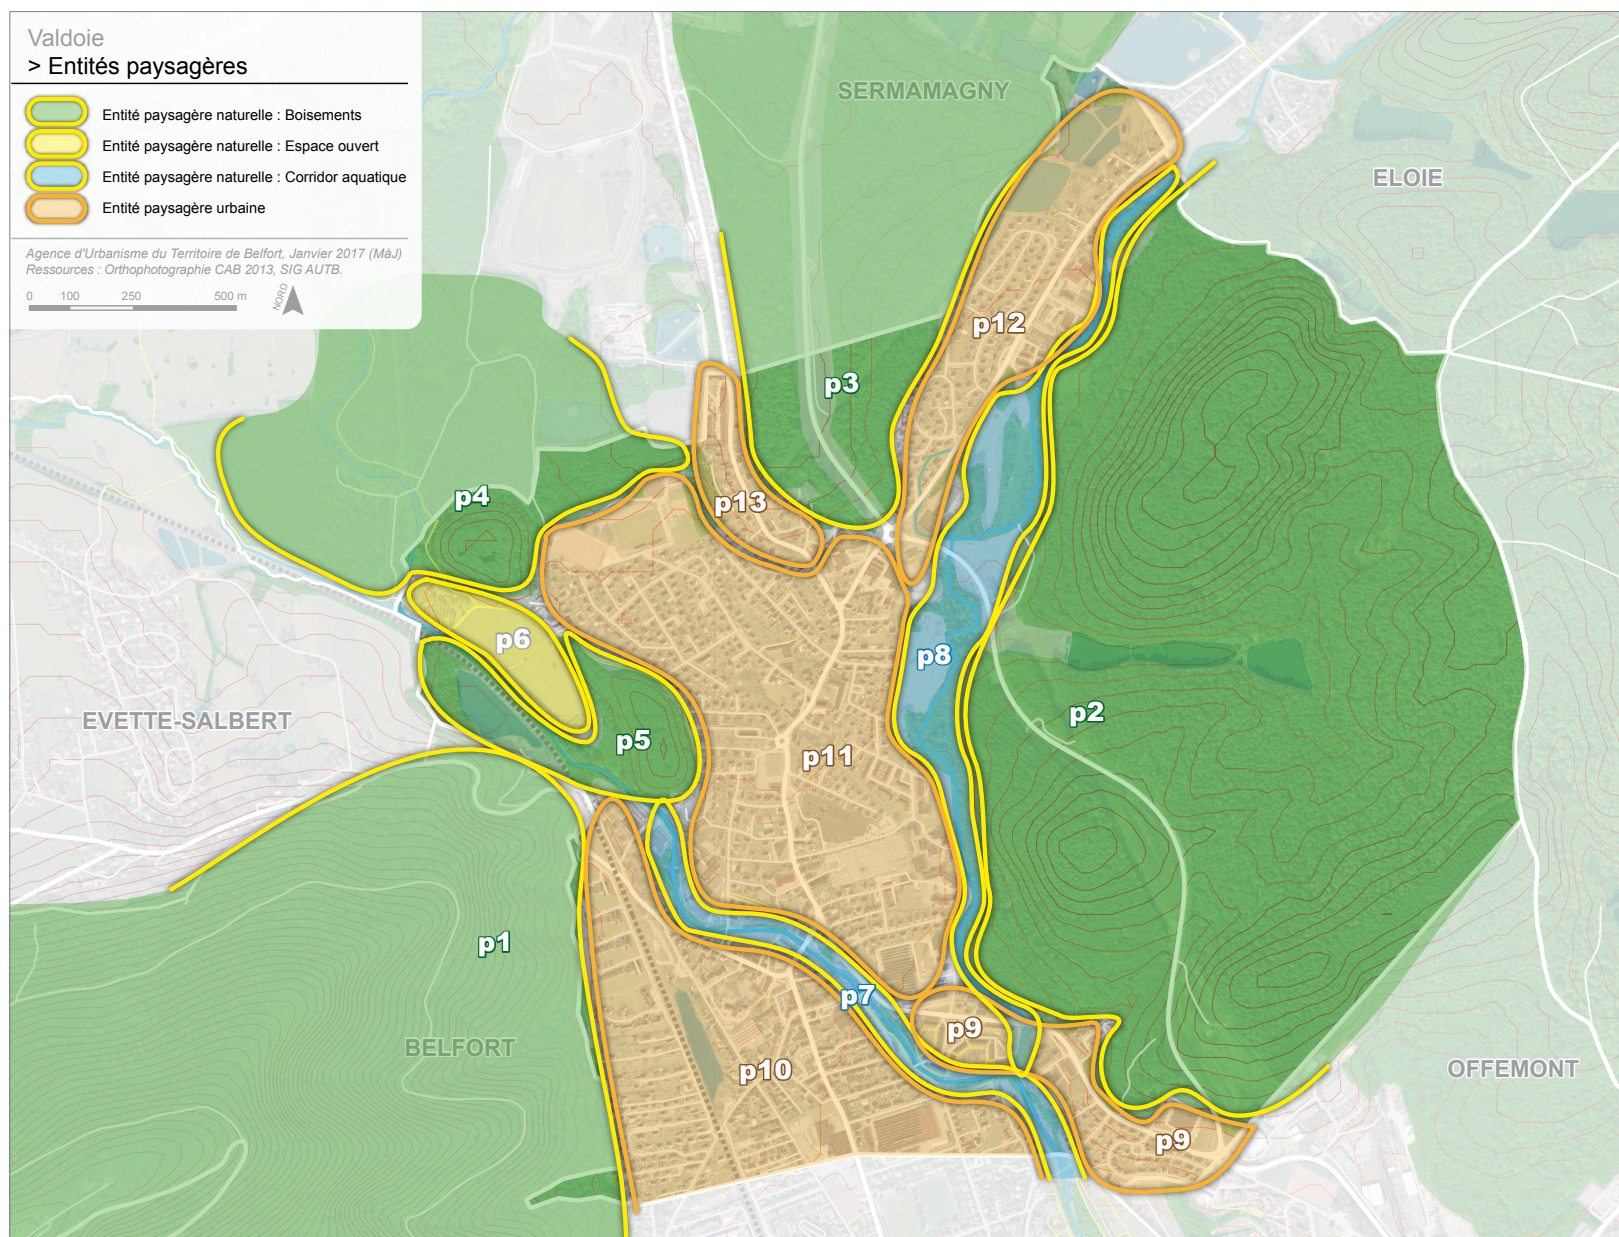 Valdoie
> Entités paysagères
Entité paysagère naturelle : Boisements
Entité paysagère naturelle : Espace ouvert
Entité paysagère naturelle : Corridor aquatique
Entité paysagère urbaine
Agence d'Urbanisme du Territoire de Belfort, Janvier 2017 (MàJ)
Ressources : Orthophotographie CAB 2013, SIG AUTB.
0 100 250 500 m
NORD
SERMAMAGNY
ELOIE
p12
p3
p4
p13
p6
p8
EVETTE-SALBERT
p5
p2
p11
p1
p7
p9
BELFORT
p10
OFFEMONT
p9